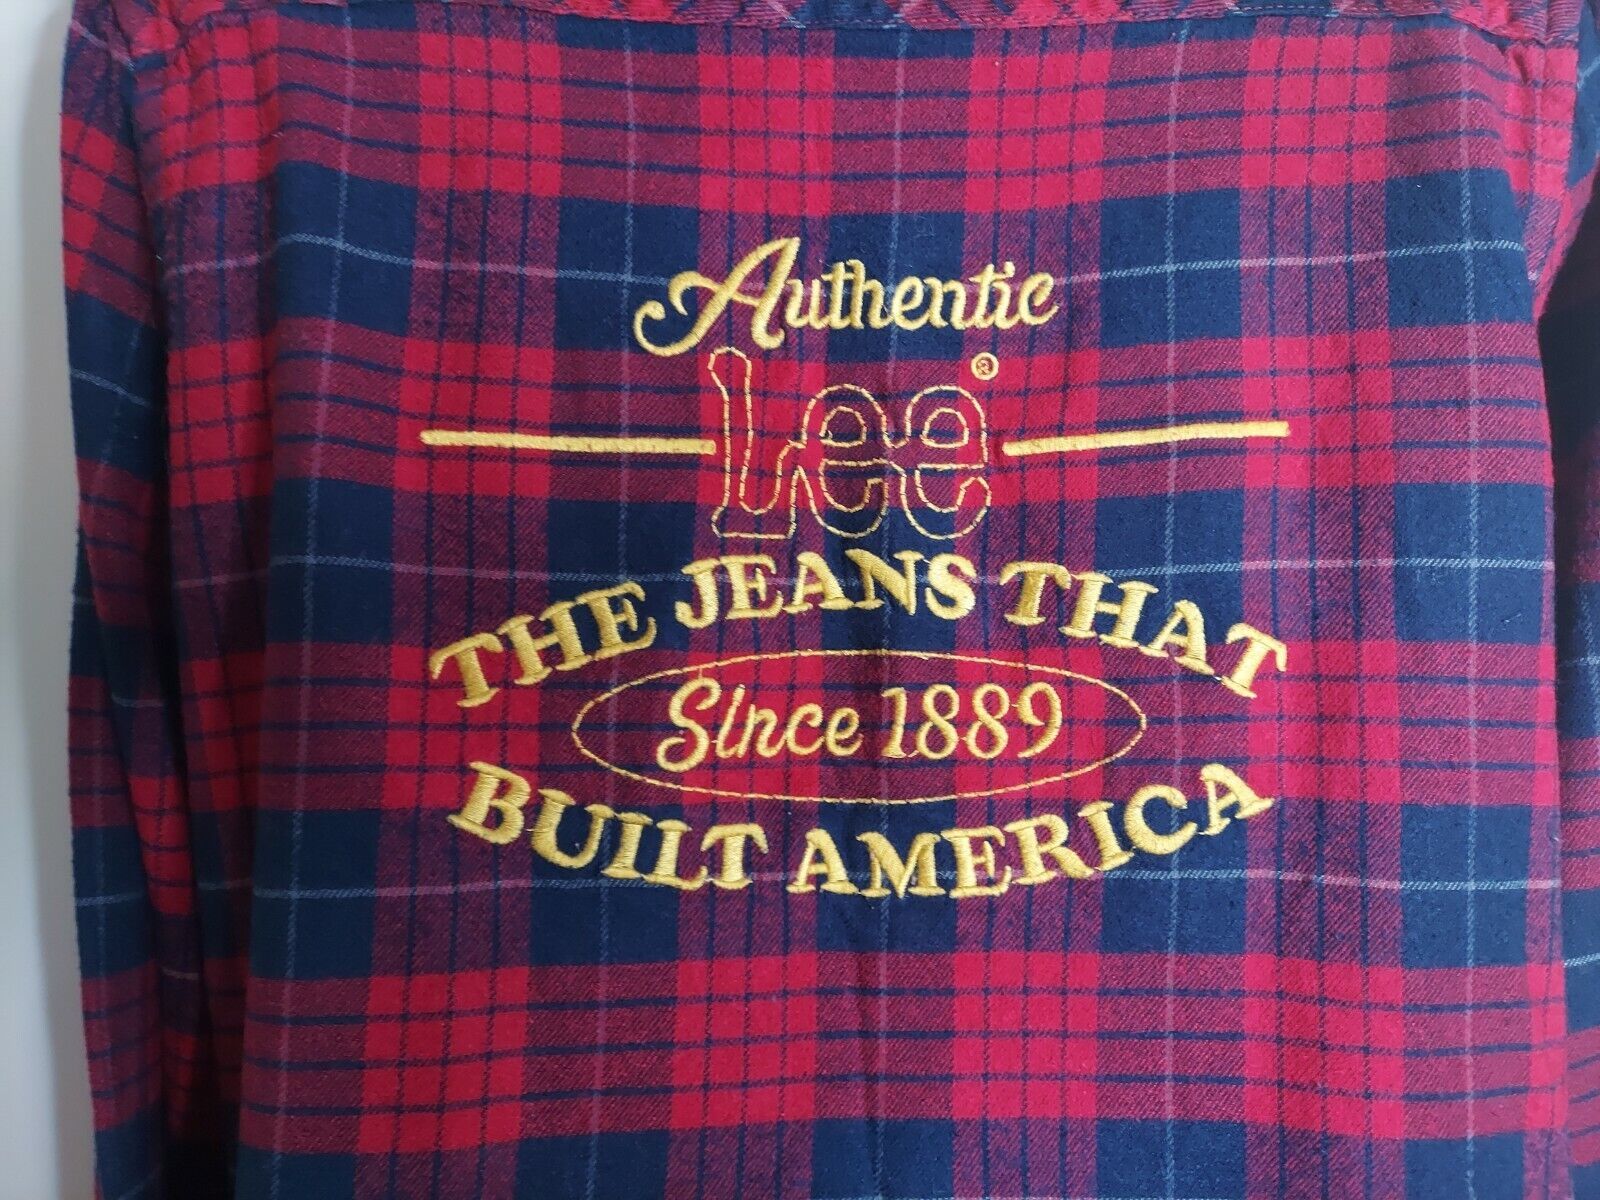 Authentic
Lee®
THE JEANS THAT
Since 1889
BUILT AMERICA